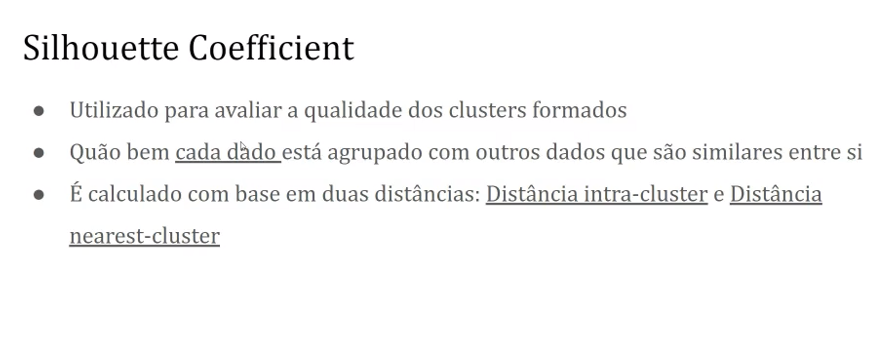 Silhouette Coefficient
● Utilizado para avaliar a qualidade dos clusters formados
● Quão bem cada dado está agrupado com outros dados que são similares entre si
● É calculado com base em duas distâncias: Distância intra-cluster e Distância
nearest-cluster